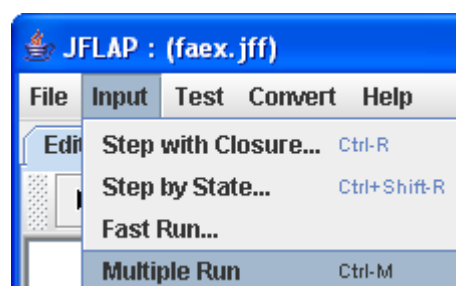 JFLAP : (faex.jff)
File Input Test Convert Help
Step with Closure... Ctrl-R
Step by State... Ctrl+Shift-R
Fast Run...
Multiple Run Ctrl-M